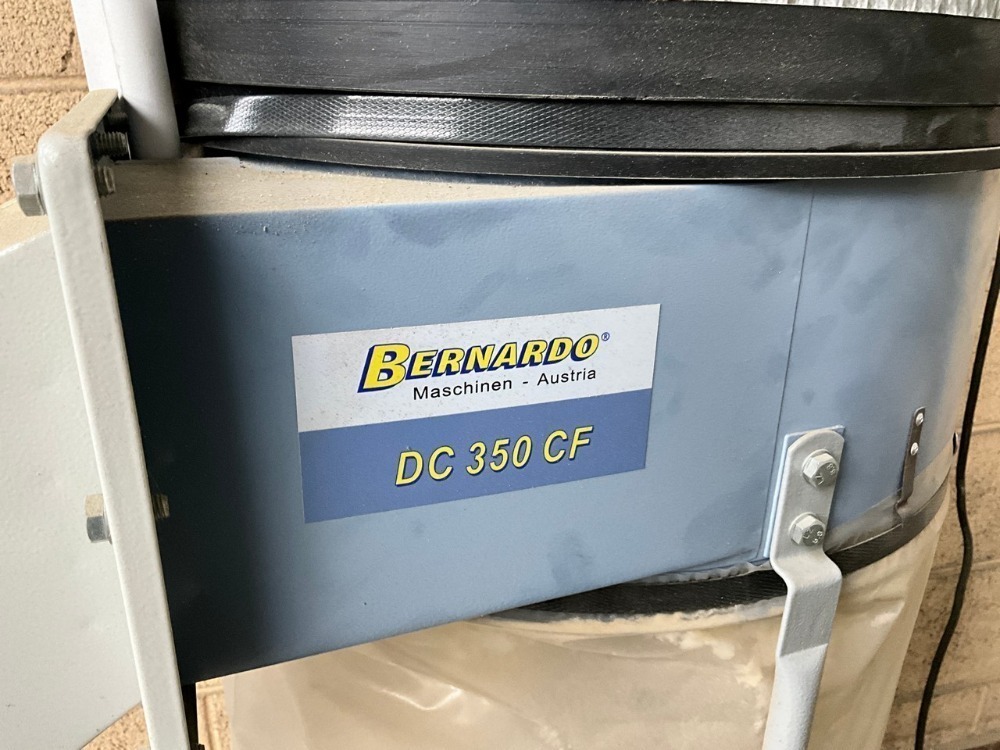 BERNARDO®
Maschinen - Austria
DC 350 CF